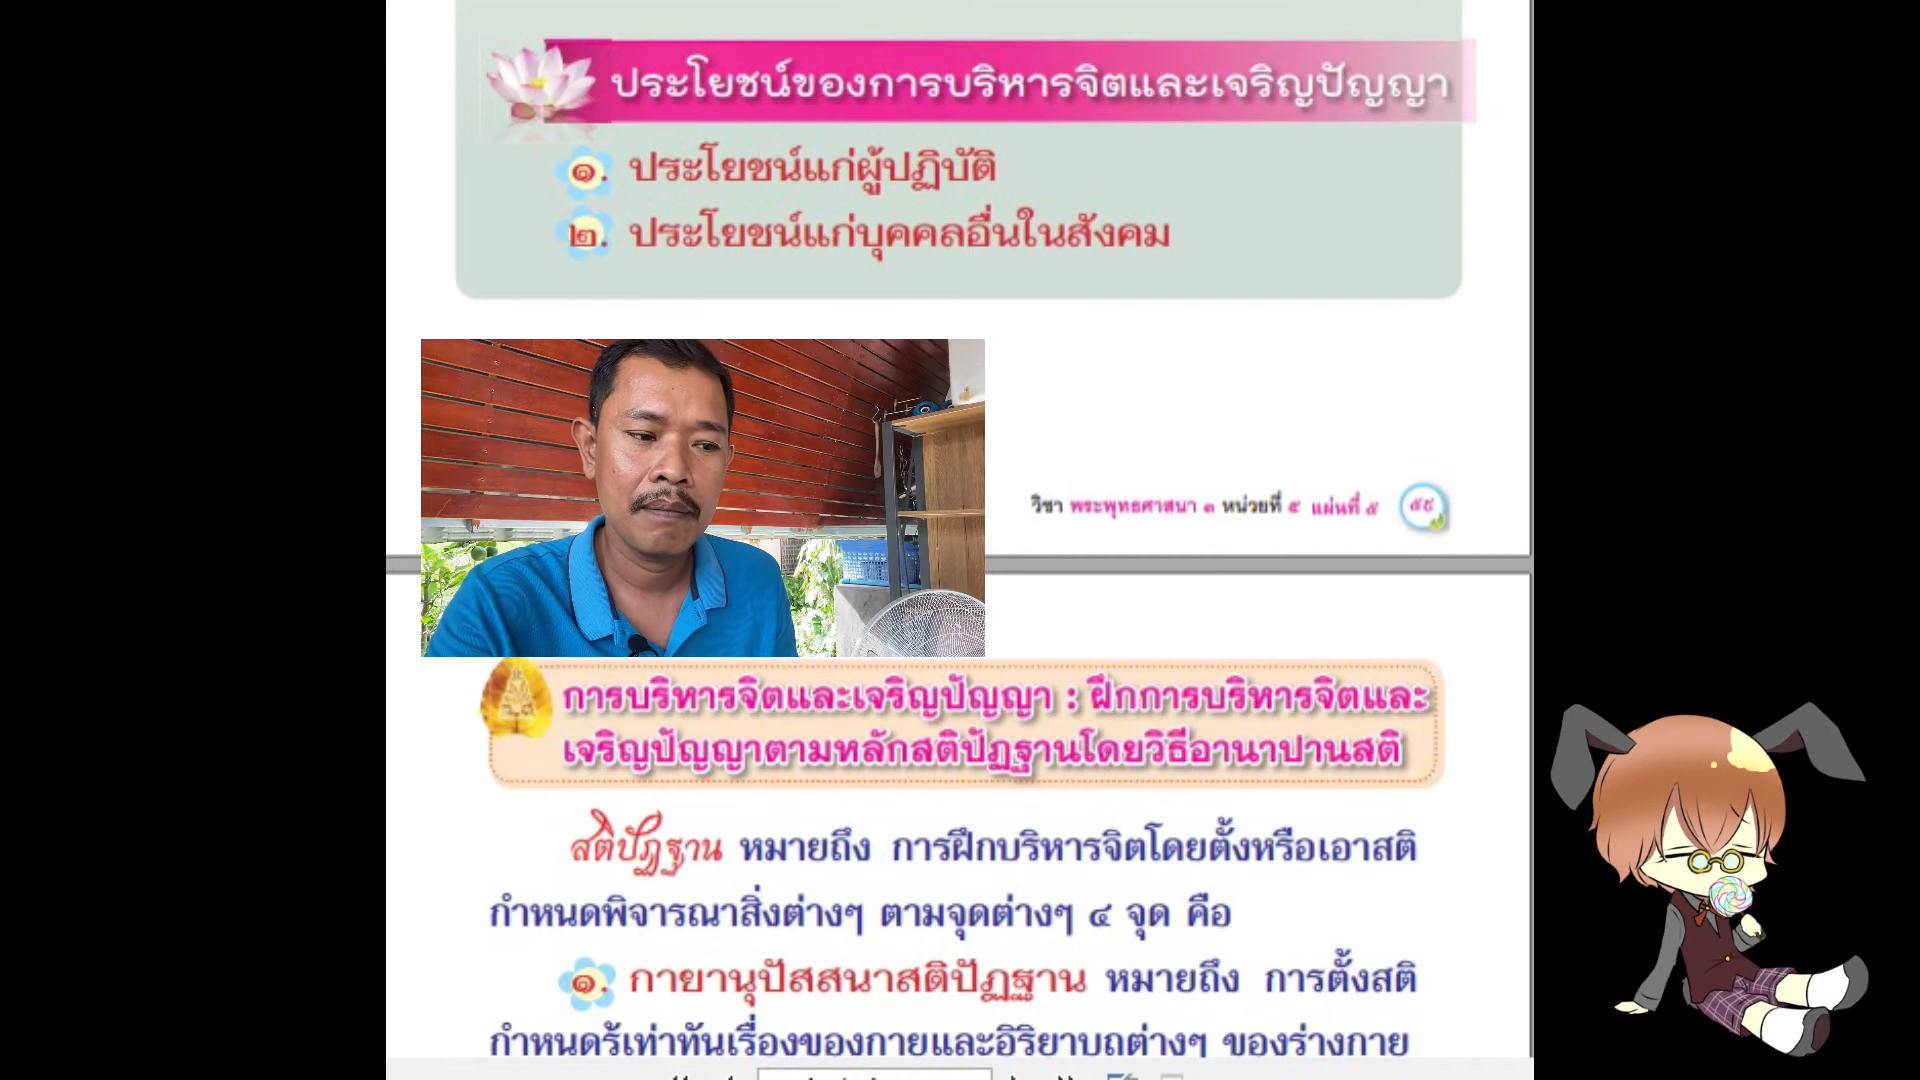 ประโยชน์ของการบริหารจิตและเจริญปัญญา
๑. ประโยชน์แก่ผู้ปฏิบัติ
๒. ประโยชน์แก่บุคคลอื่นในสังคม
วิชา พระพุทธศาสนา ๓ หน่วยที่ ๕ แผ่นที่ ๕ ๕๙
การบริหารจิตและเจริญปัญญา : ฝึกการบริหารจิตและ
เจริญปัญญาตามหลักสติปัฏฐานโดยวิธีอานาปานสติ
สติปัฏฐาน หมายถึง การฝึกบริหารจิตโดยตั้งหรือเอาสติ
กำหนดพิจารณาสิ่งต่างๆ ตามจุดต่างๆ ๔ จุด คือ
๑. กายานุปัสสนาสติปัฏฐาน หมายถึง การตั้งสติ
กำหนดรู้เท่าทันเรื่องของกายและอิริยาบถต่างๆ ของร่างกาย